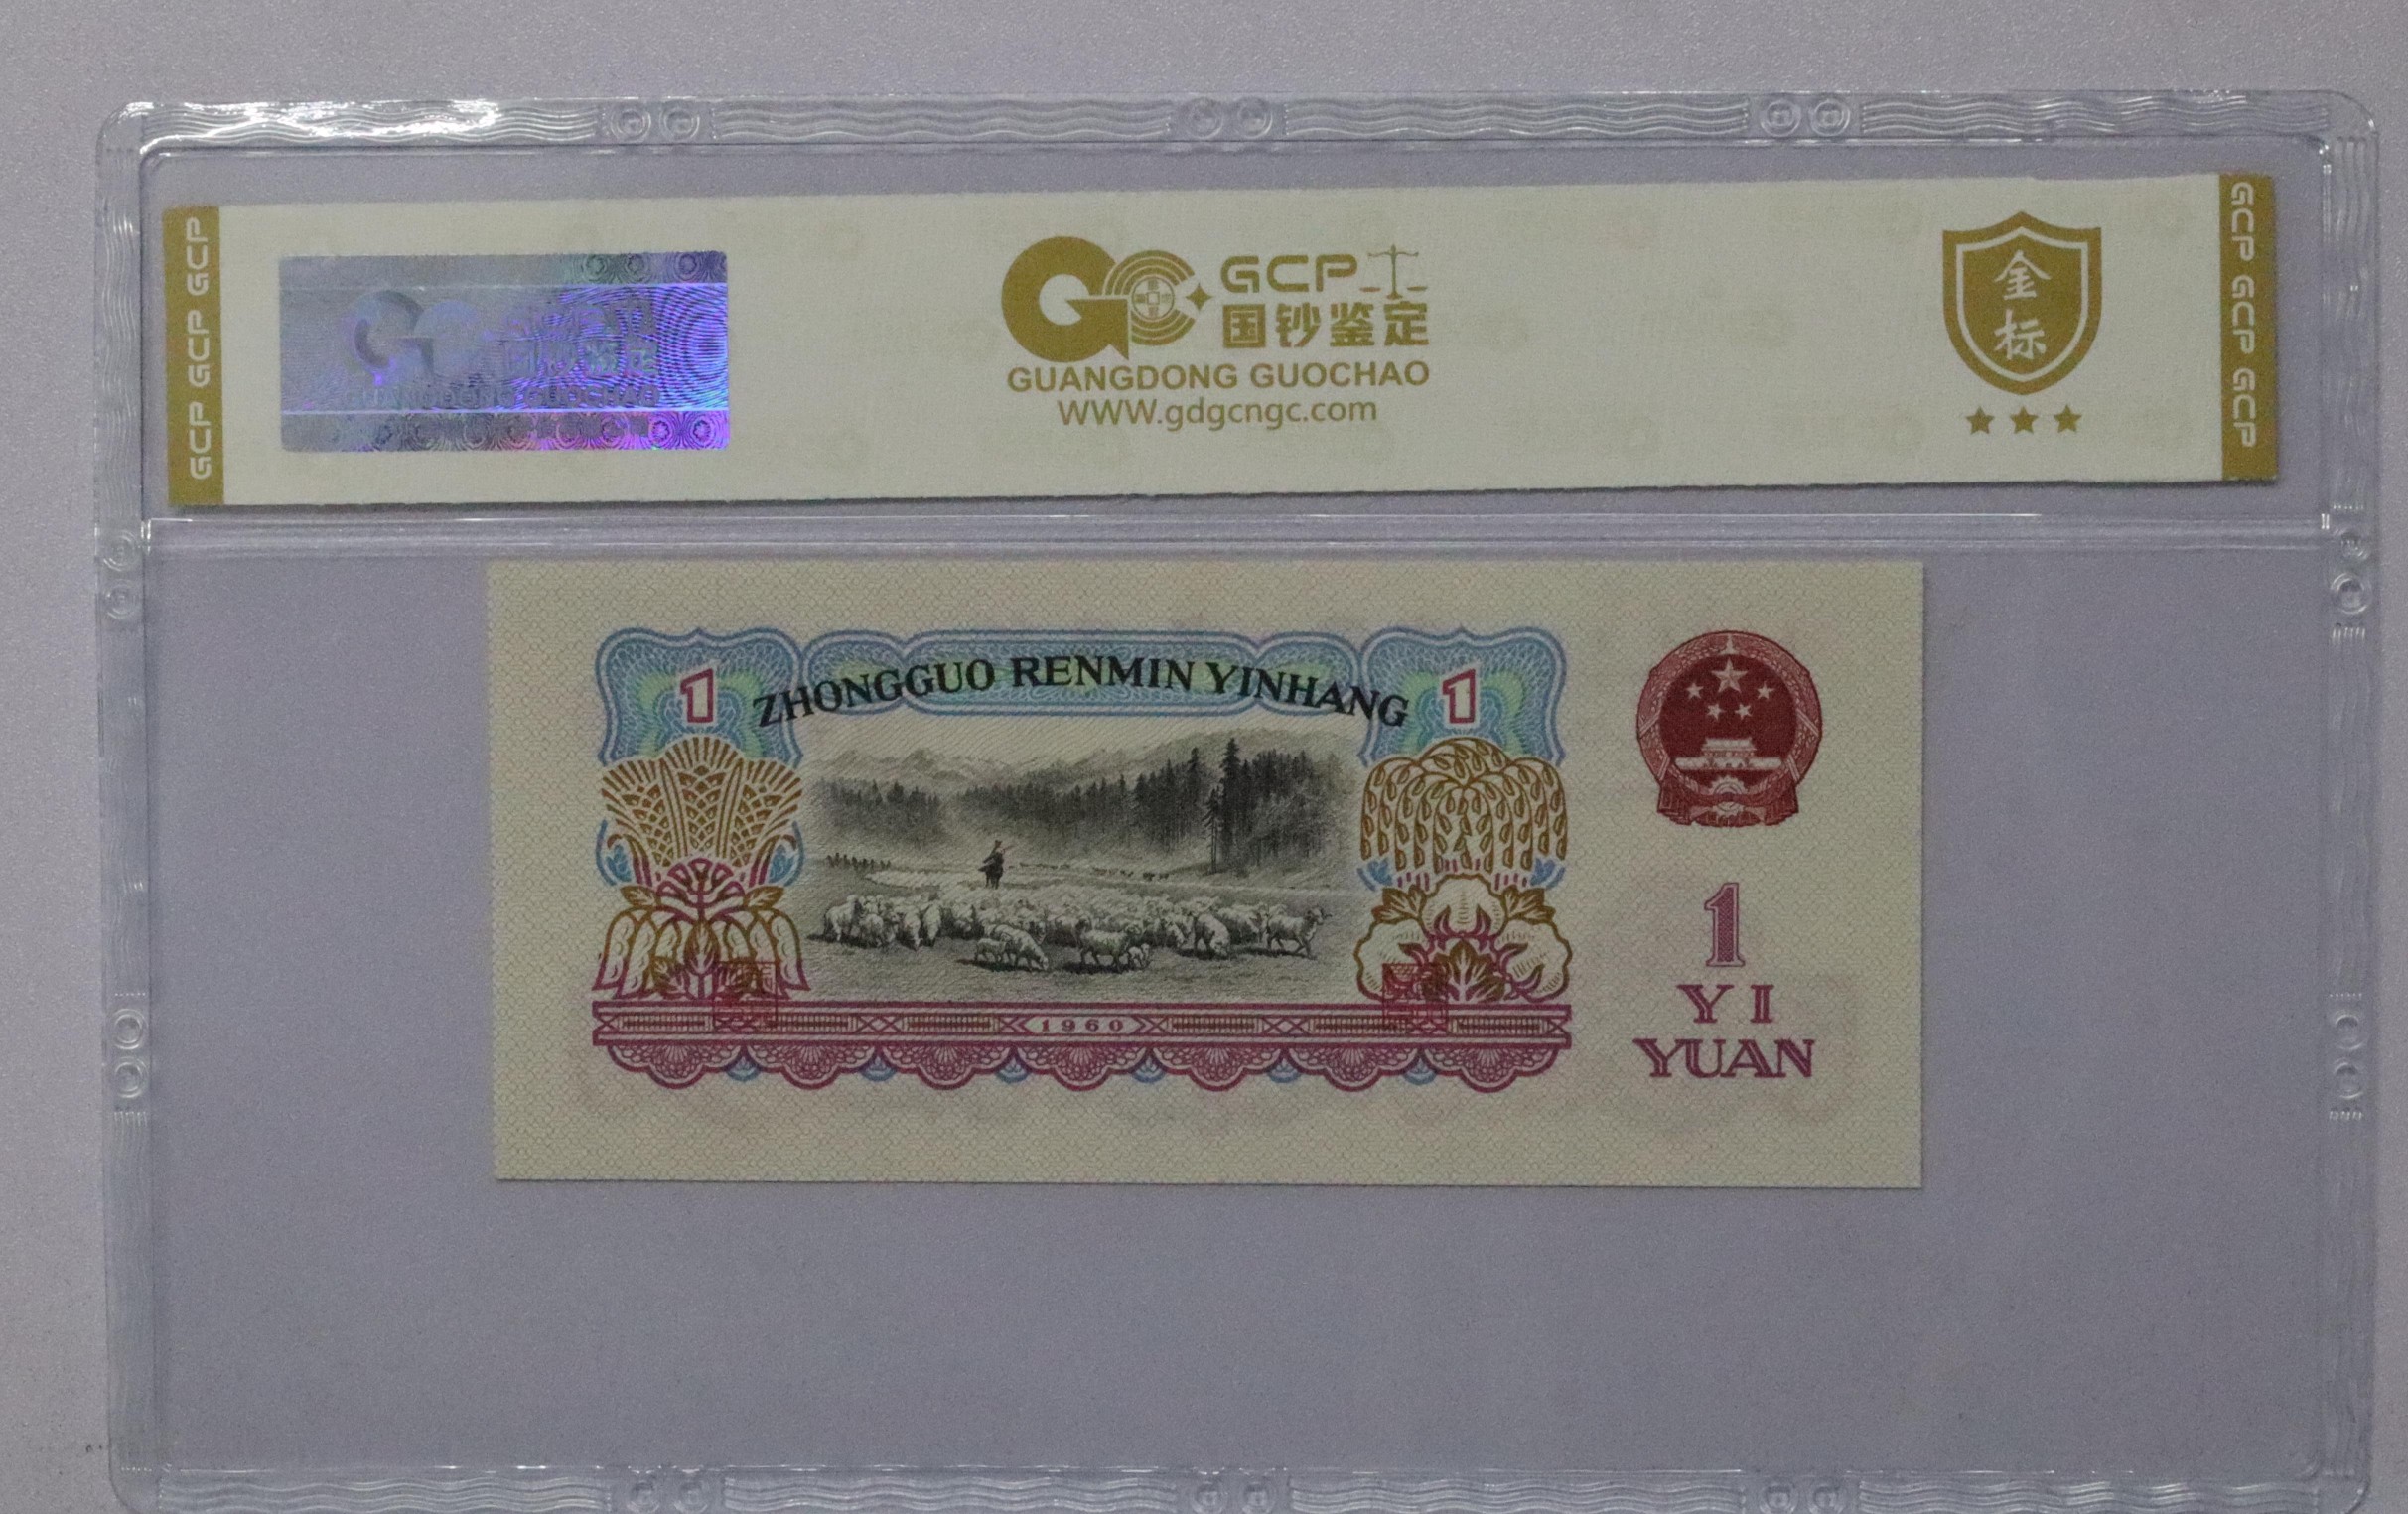 GCP GCP GCP
GCP
国钞鉴定
GUANGDONG GUOCHAO
WWW.gdgcngc.com
GUANGDONG GUOCHAO
金标
GCP GCP GCP
ZHONGGUO RENMIN YINHANG
1
1
1960
1
YI
YUAN